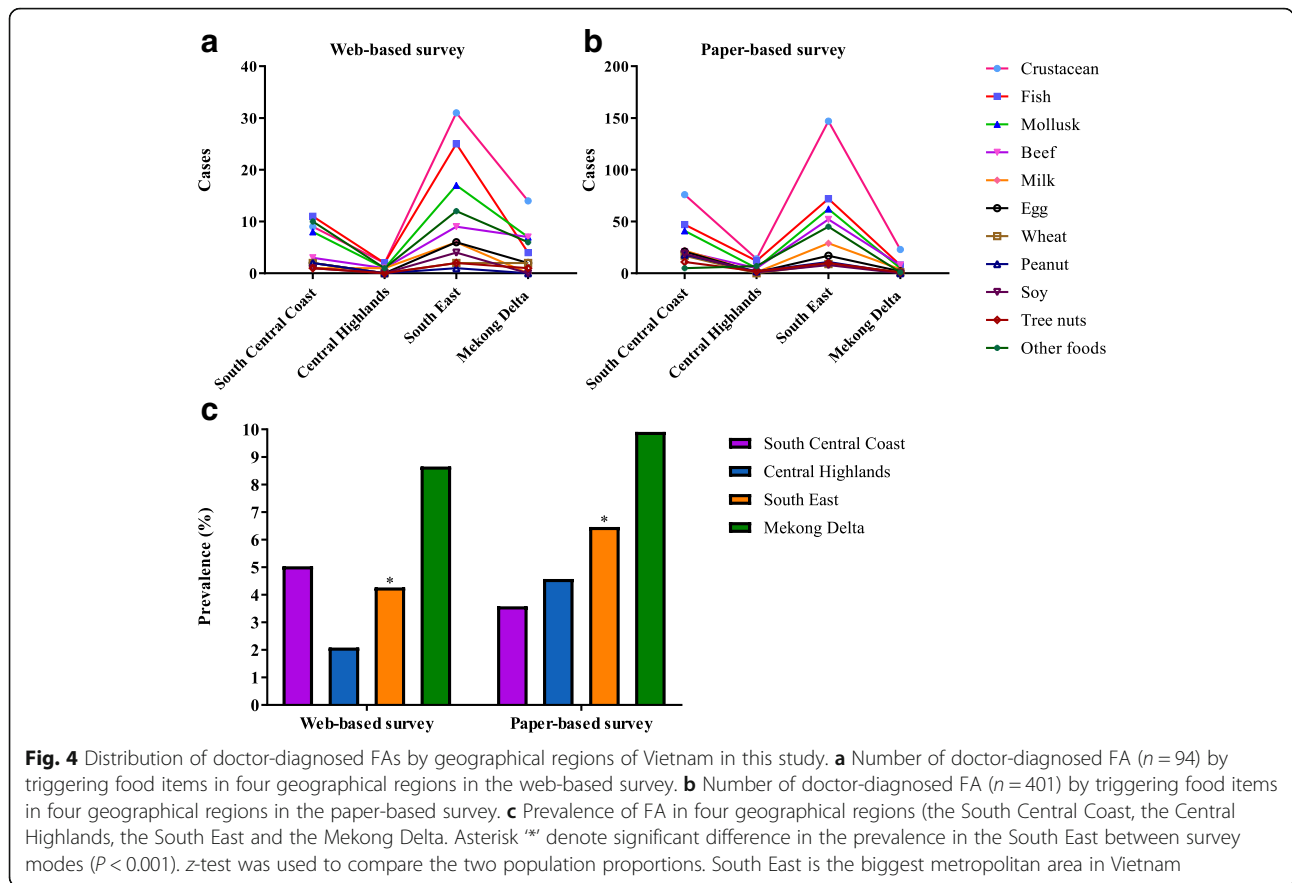 a
Web-based survey
40
30
20
10
0
Cases
South Central Coast
Central Highlands
South East
Mekong Delta
b
Paper-based survey
200
150
100
50
0
Cases
South Central Coast
Central Highlands
South East
Mekong Delta
Crustacean
Fish
Mollusk
Beef
Milk
Egg
Wheat
Peanut
Soy
Tree nuts
Other foods
c
10
9
8
7
6
5
4
3
2
1
0
Prevalence (%)
*
*
Web-based survey
Paper-based survey
South Central Coast
Central Highlands
South East
Mekong Delta
Fig. 4 Distribution of doctor-diagnosed FAs by geographical regions of Vietnam in this study. a Number of doctor-diagnosed FA (n = 94) by
triggering food items in four geographical regions in the web-based survey. b Number of doctor-diagnosed FA (n = 401) by triggering food items
in four geographical regions in the paper-based survey. c Prevalence of FA in four geographical regions (the South Central Coast, the Central
Highlands, the South East and the Mekong Delta. Asterisk ‘*’ denote significant difference in the prevalence in the South East between survey
modes (P < 0.001). z-test was used to compare the two population proportions. South East is the biggest metropolitan area in Vietnam